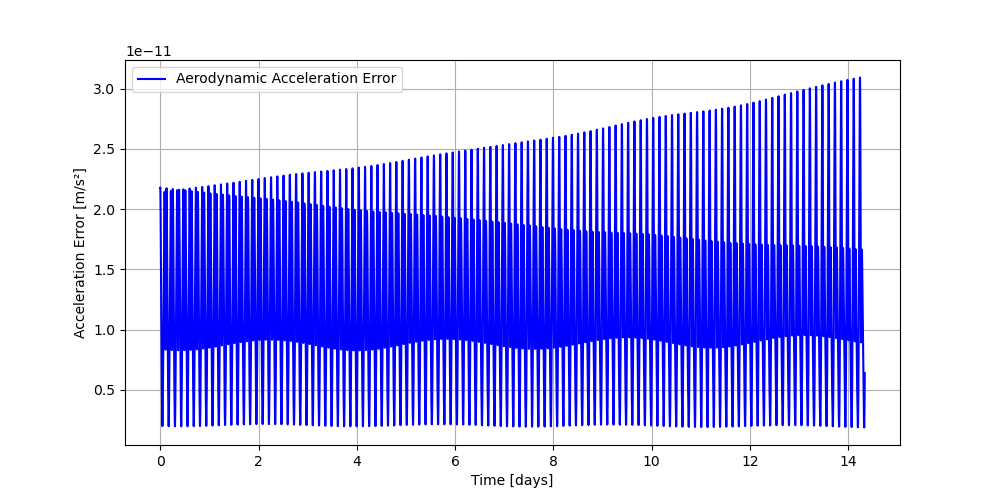 1e−11
Aerodynamic Acceleration Error
3.0
2.5
2.0
1.5
1.0
0.5
Acceleration Error [m/s²]
0 2 4 6 8 10 12 14
Time [days]